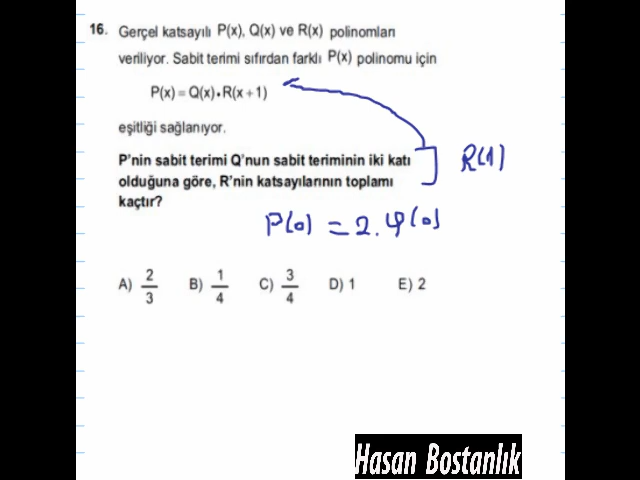 16. Gerçel katsayılı P(x), Q(x) ve R(x) polinomları
veriliyor. Sabit terimi sıfırdan farklı P(x) polinomu için
P(x) = Q(x).R(x+1)
eşitliği sağlanıyor.
P'nin sabit terimi Q'nun sabit teriminin iki katı
olduğuna göre, R'nin katsayılarının toplamı
kaçtır?
R(1)
P(0) = 2.φ(0)
A) 2/3 B) 1/4 C) 3/4 D) 1 E) 2
Hasan Bostanlık